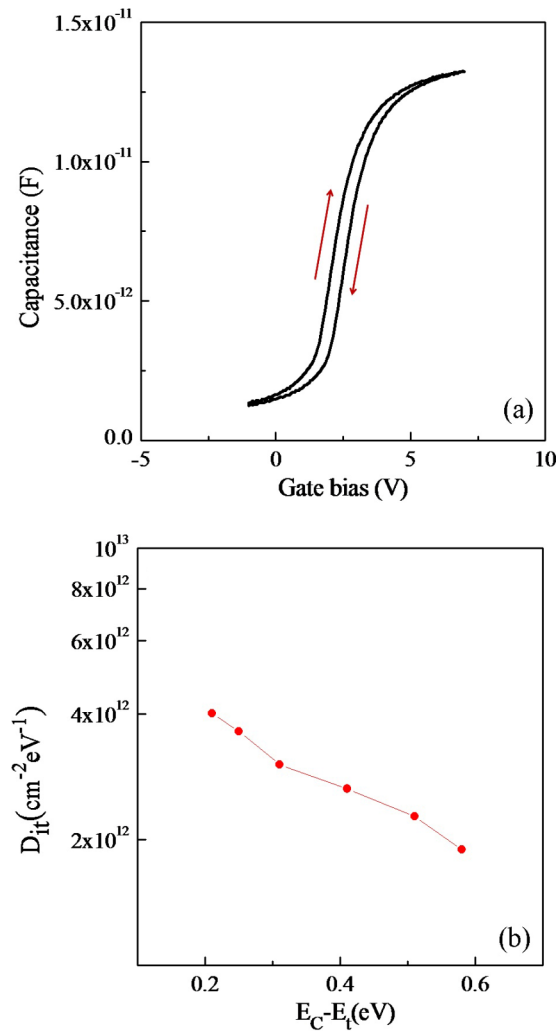 1.5x10⁻¹¹
1.0x10⁻¹¹
5.0x10⁻¹²
0.0
Capacitance (F)
(a)
-5 0 5 10
Gate bias (V)
10¹³
8x10¹²
6x10¹²
4x10¹²
2x10¹²
D_it(cm⁻²eV⁻¹)
(b)
0.2 0.4 0.6
E_C-E_t(eV)